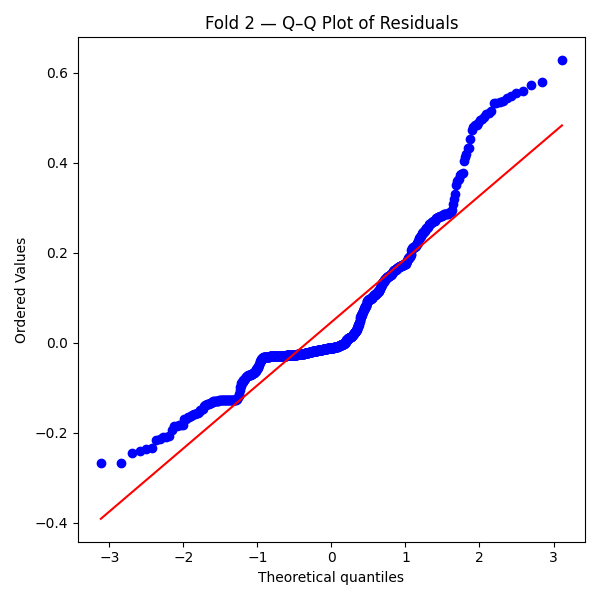 Fold 2 — Q–Q Plot of Residuals
Ordered Values
0.6
0.4
0.2
0.0
−0.2
−0.4
−3 −2 −1 0 1 2 3
Theoretical quantiles